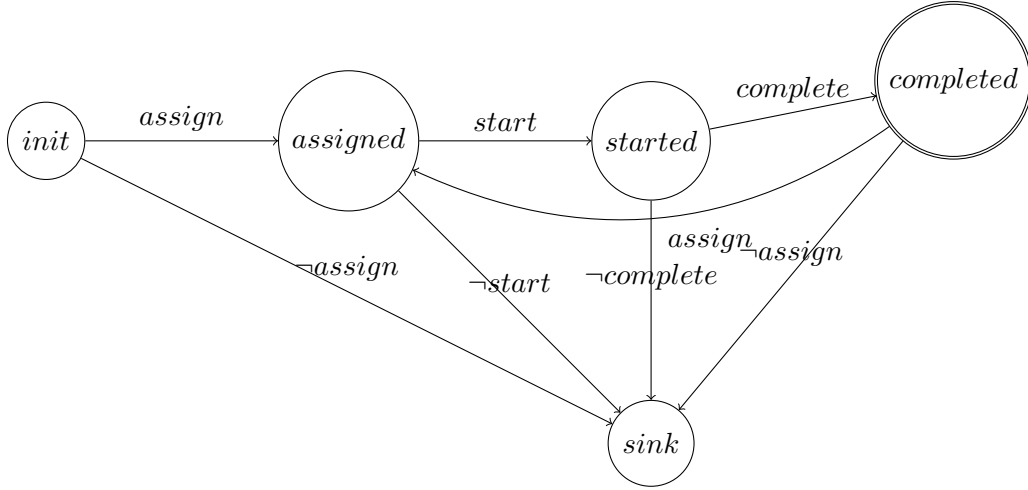 init
assigned
started
completed
sink
assign
start
complete
assign
¬assign
¬start
¬complete
¬assign